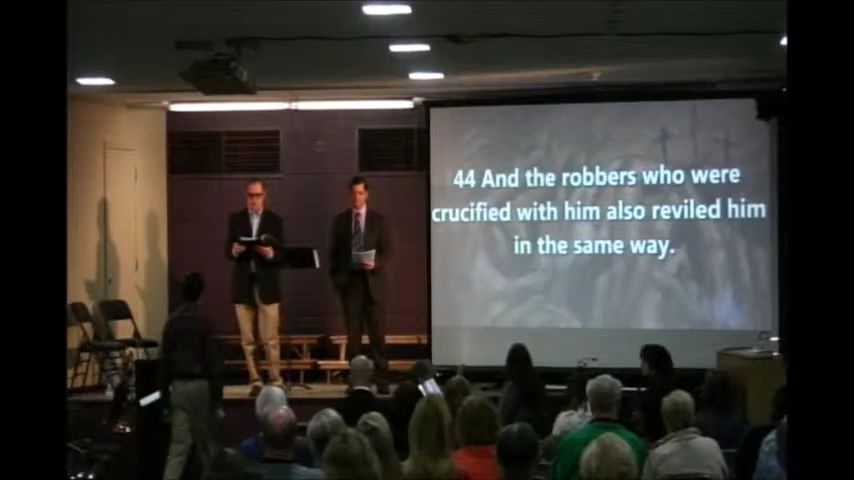 44 And the robbers who were
crucified with him also reviled him
in the same way.